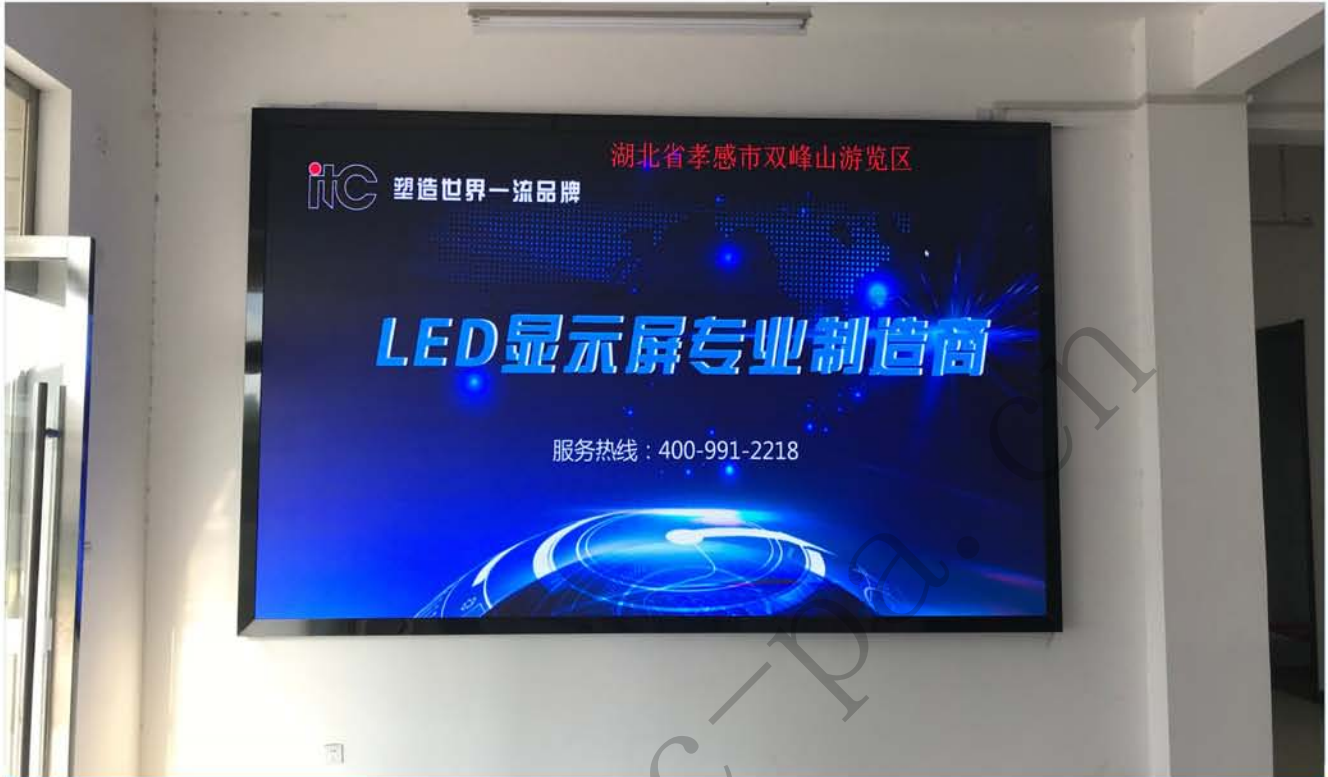 湖北省孝感市双峰山游览区
itc 塑造世界一流品牌
LED显示屏专业制造商
服务热线：400-991-2218
c-pa.cn